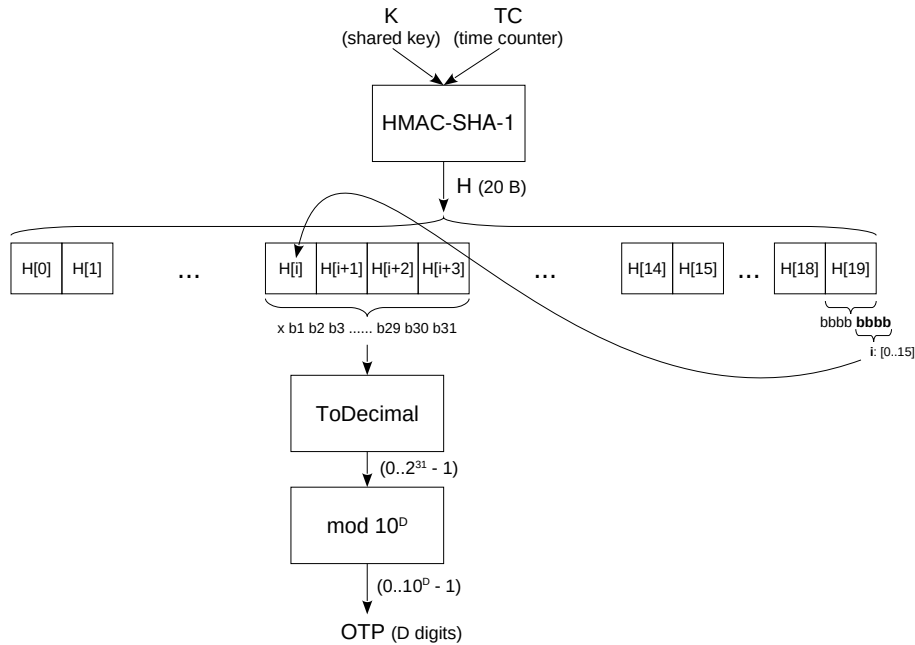 K TC
(shared key) (time counter)
HMAC-SHA-1
H (20 B)
H[0] H[1] ... H[i] H[i+1] H[i+2] H[i+3] ... H[14] H[15] ... H[18] H[19]
x b1 b2 b3 ...... b29 b30 b31 bbbb bbbb
i: [0..15]
ToDecimal
(0..2³¹ - 1)
mod 10ᴰ
(0..10ᴰ - 1)
OTP (D digits)